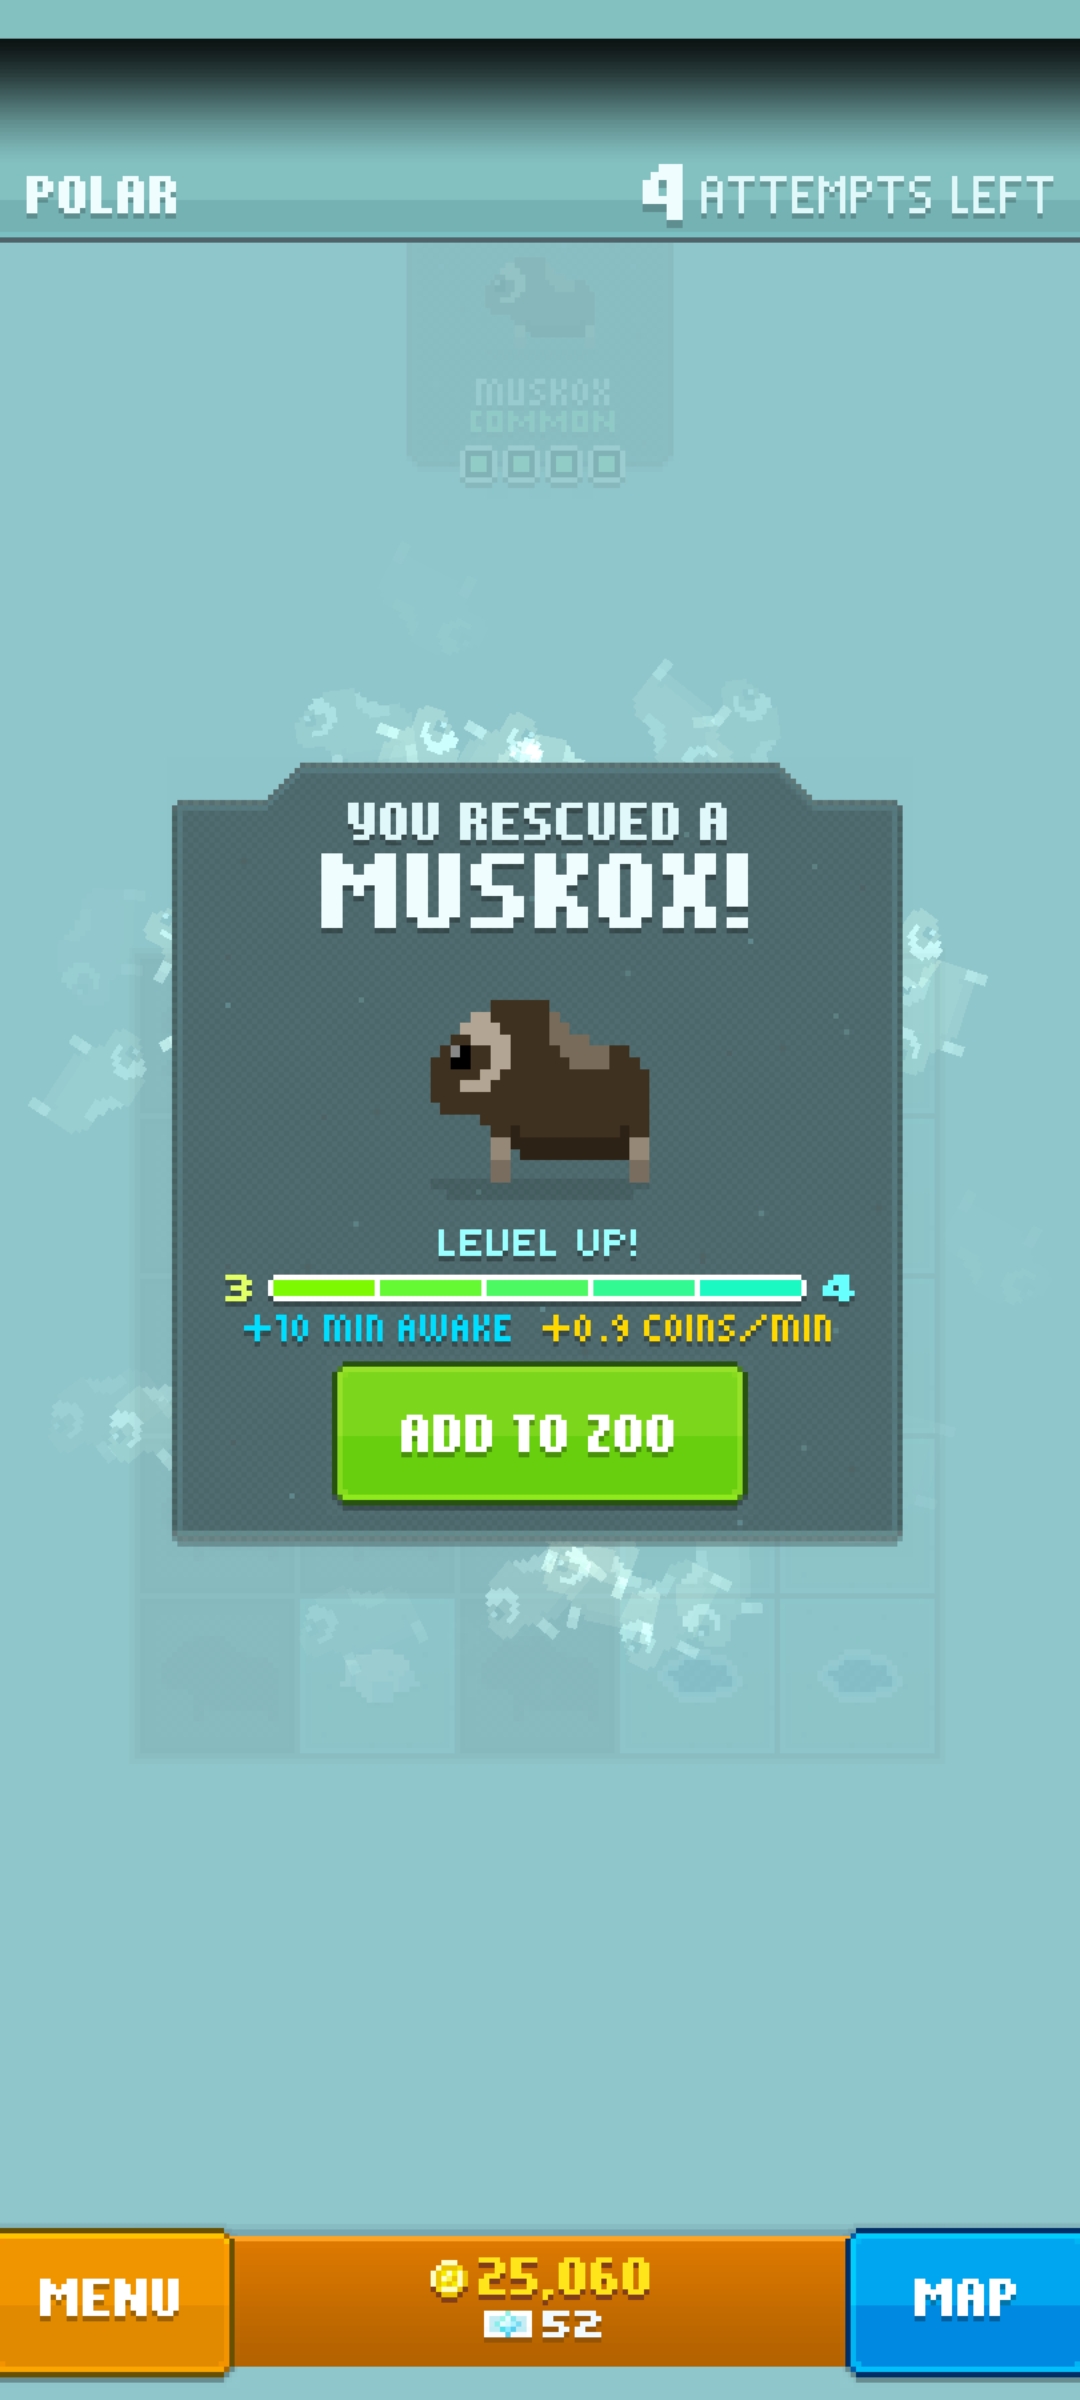 POLAR
9 ATTEMPTS LEFT
MUSKOX
COMMON
YOU RESCUED A
MUSKOX!
LEVEL UP!
3 4
+10 MIN AWAKE +0.9 COINS/MIN
ADD TO ZOO
MENU
25,060
52
MAP